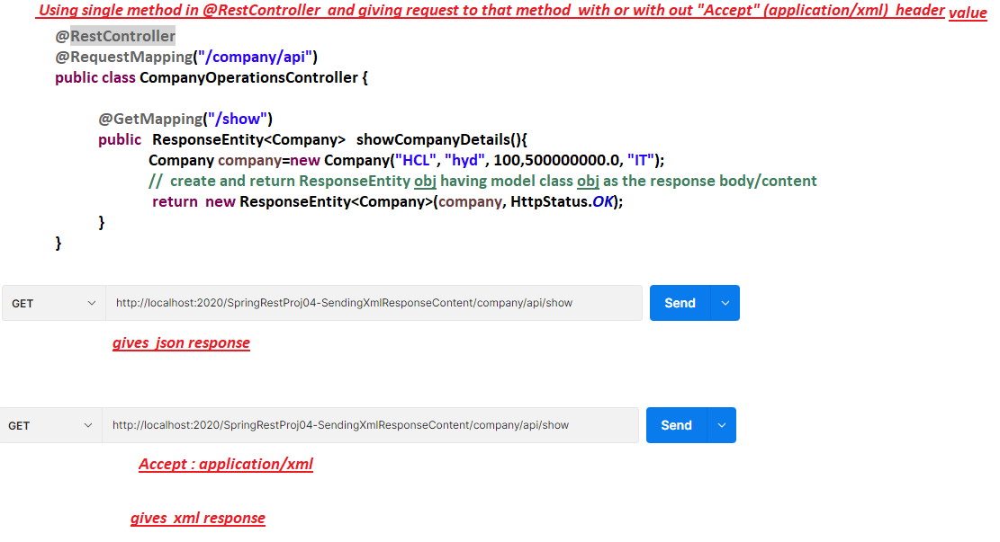 Using single method in @RestController and giving request to that method with or with out "Accept" (application/xml) header value
@RestController
@RequestMapping("/company/api")
public class CompanyOperationsController {
@GetMapping("/show")
public ResponseEntity<Company> showCompanyDetails(){
Company company=new Company("HCL", "hyd", 100,500000000.0, "IT");
// create and return ResponseEntity obj having model class obj as the response body/content
return new ResponseEntity<Company>(company, HttpStatus.OK);
}
}
GET http://localhost:2020/SpringRestProj04-SendingXmlResponseContent/company/api/show Send
gives json response
GET http://localhost:2020/SpringRestProj04-SendingXmlResponseContent/company/api/show Send
Accept : application/xml
gives xml response